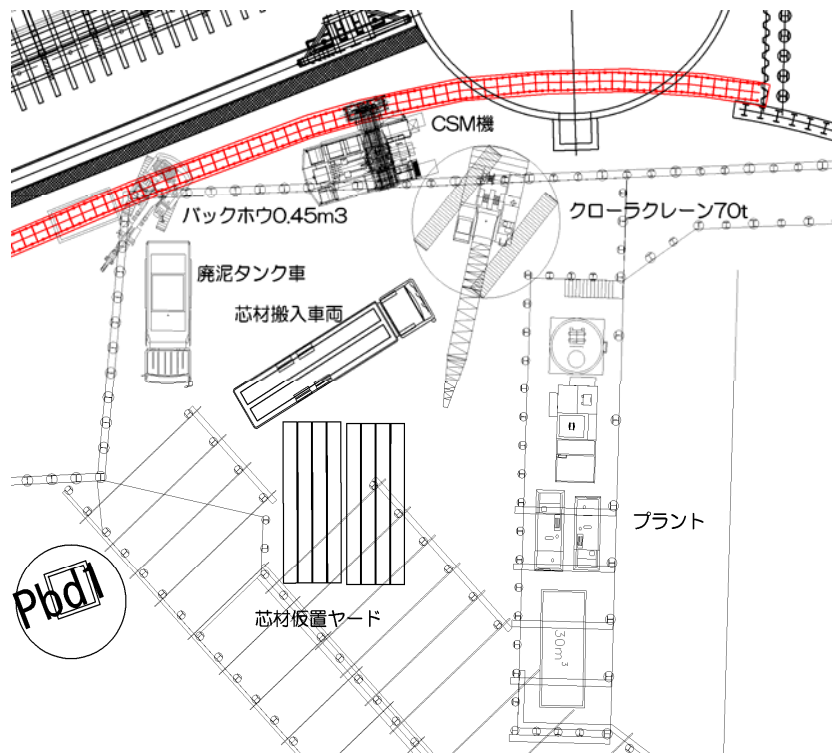 CSM機
バックホウ0.45m3
クローラクレーン70t
廃泥タンク車
芯材搬入車両
プラント
Pbd1
芯材仮置ヤード
30m³